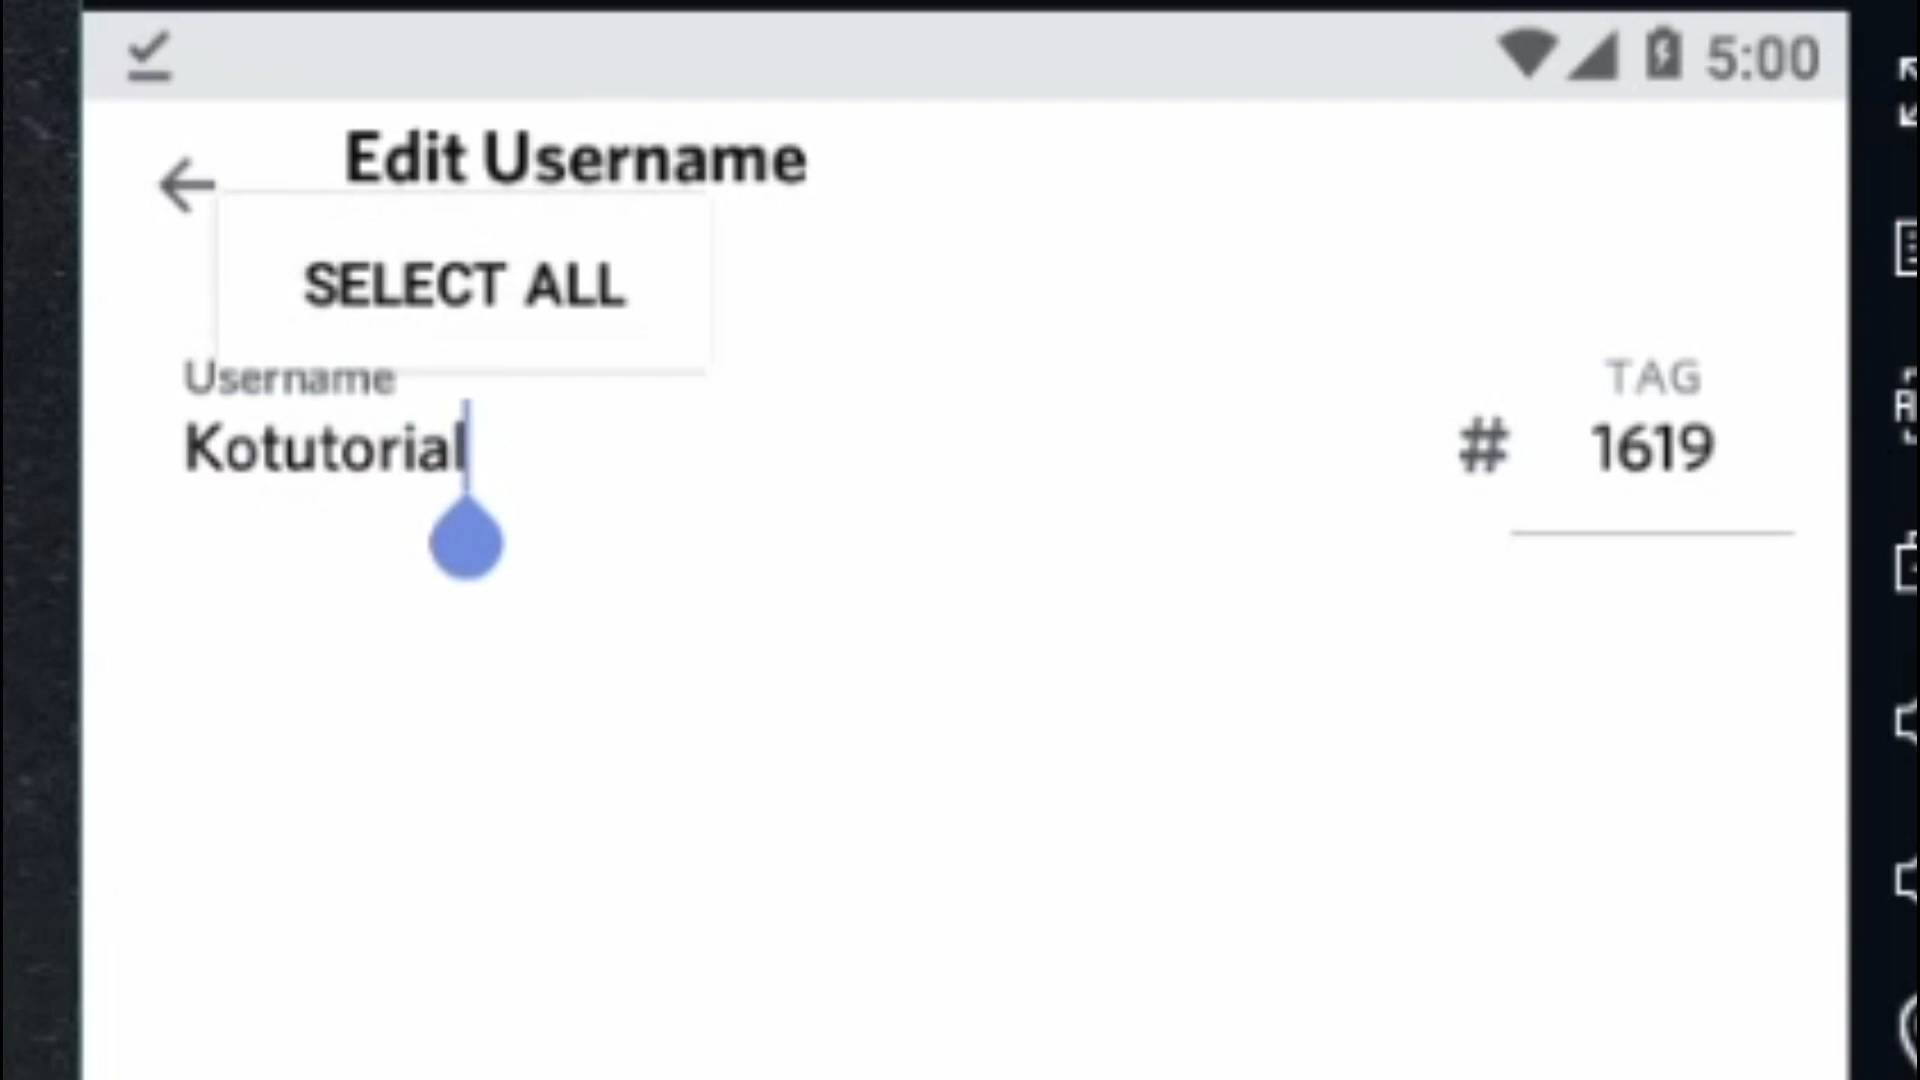 5:00
Edit Username
SELECT ALL
Username
TAG
Kotutorial
# 1619